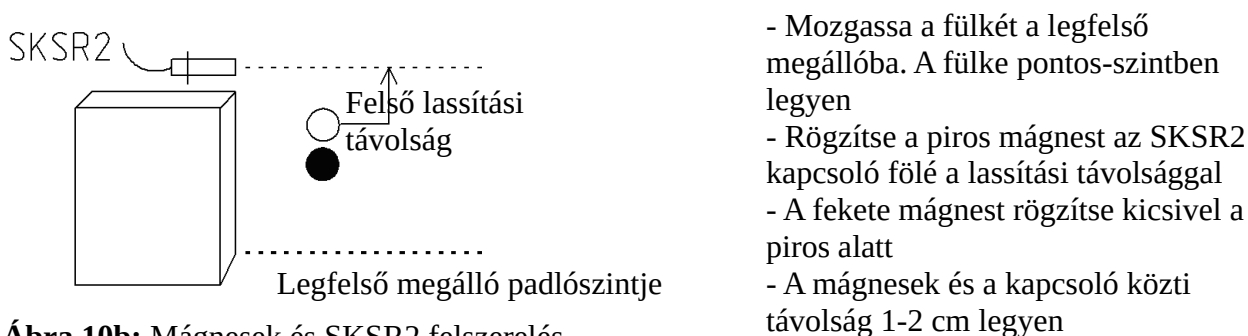 SKSR2
Felső lassítási
távolság
Legfelső megálló padlószintje
Ábra 10b: Mágnesek és SKSR2 felszerelés
- Mozgassa a fülkét a legfelső
megállóba. A fülke pontos-szintben
legyen
- Rögzítse a piros mágnest az SKSR2
kapcsoló fölé a lassítási távolsággal
- A fekete mágnest rögzítse kicsivel a
piros alatt
- A mágnesek és a kapcsoló közti
távolság 1-2 cm legyen